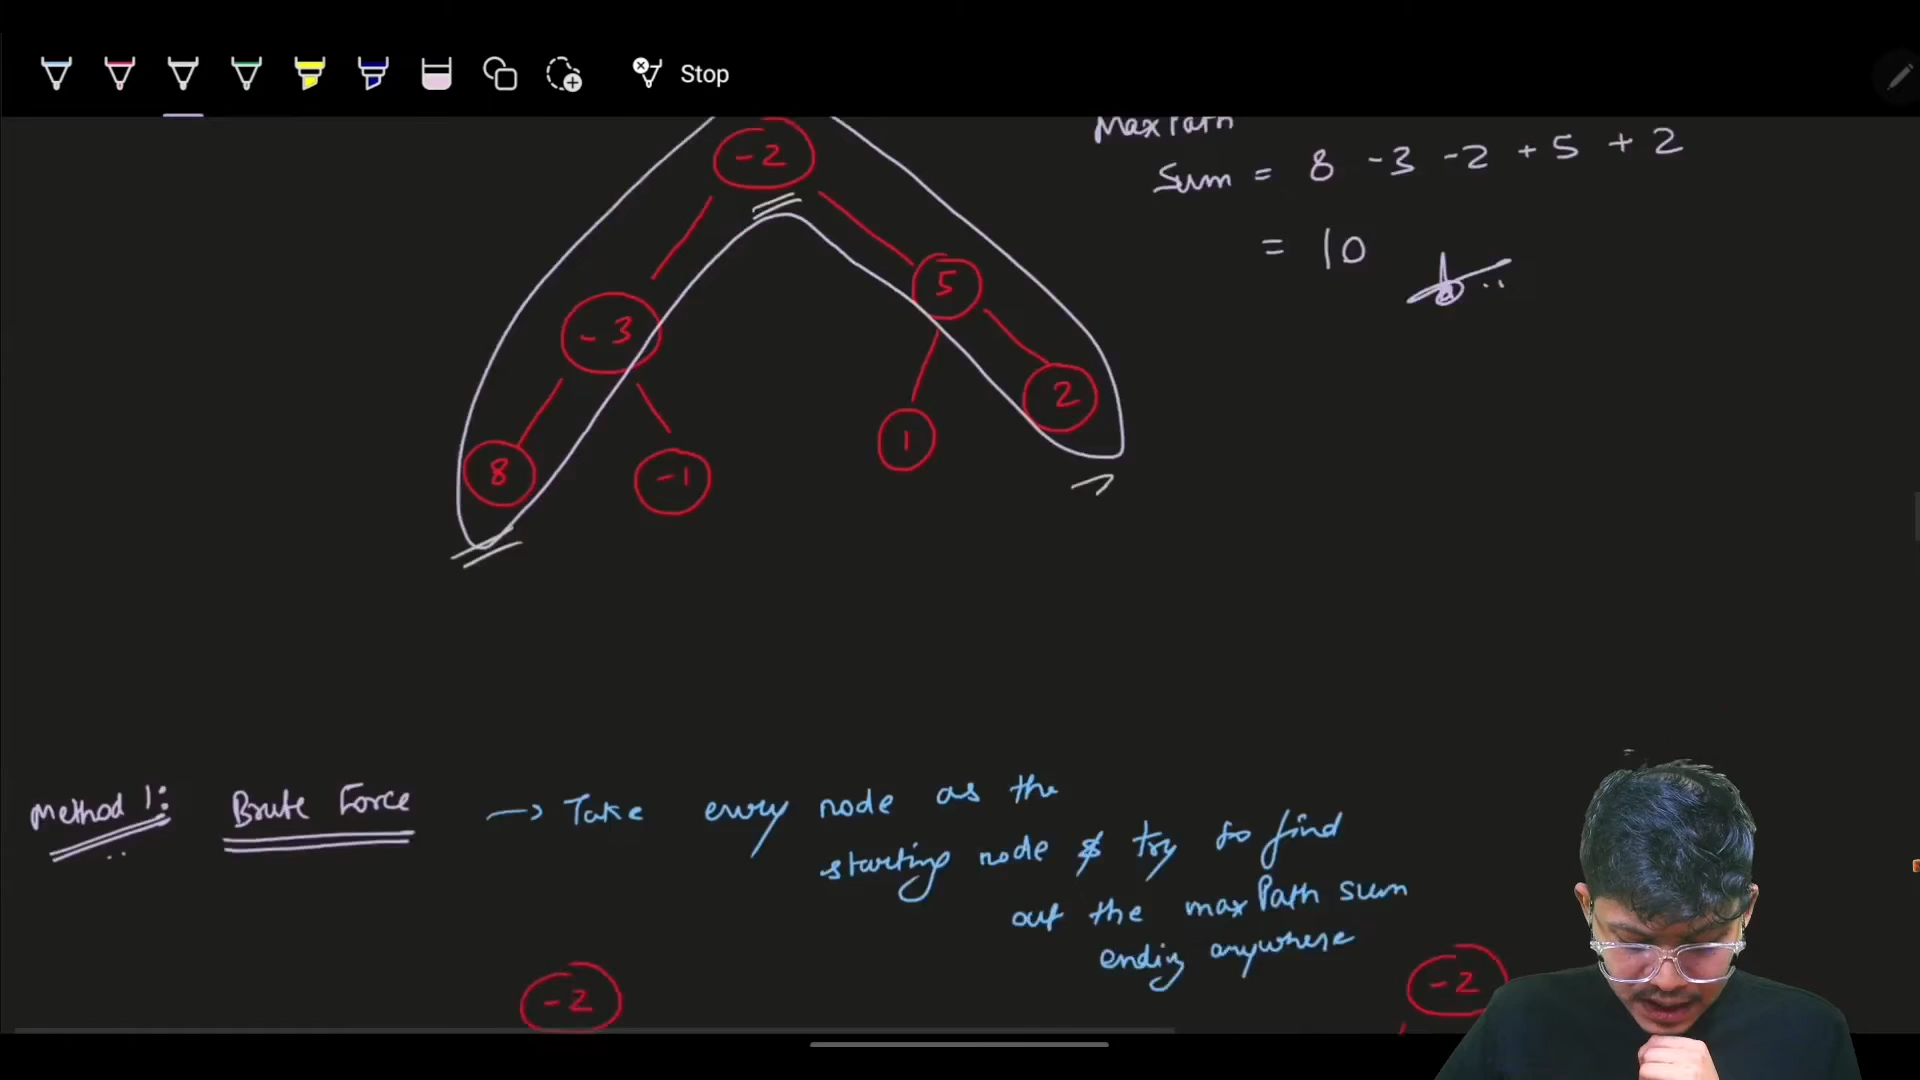 Stop
Max Path
Sum = 8 -3 -2 +5 +2
= 10
-2
5
-3
2
1
8
-1
Method 1: Brute Force → Take every node as the
starting node & try to find
out the maxPath sum
ending anywhere
-2
-2